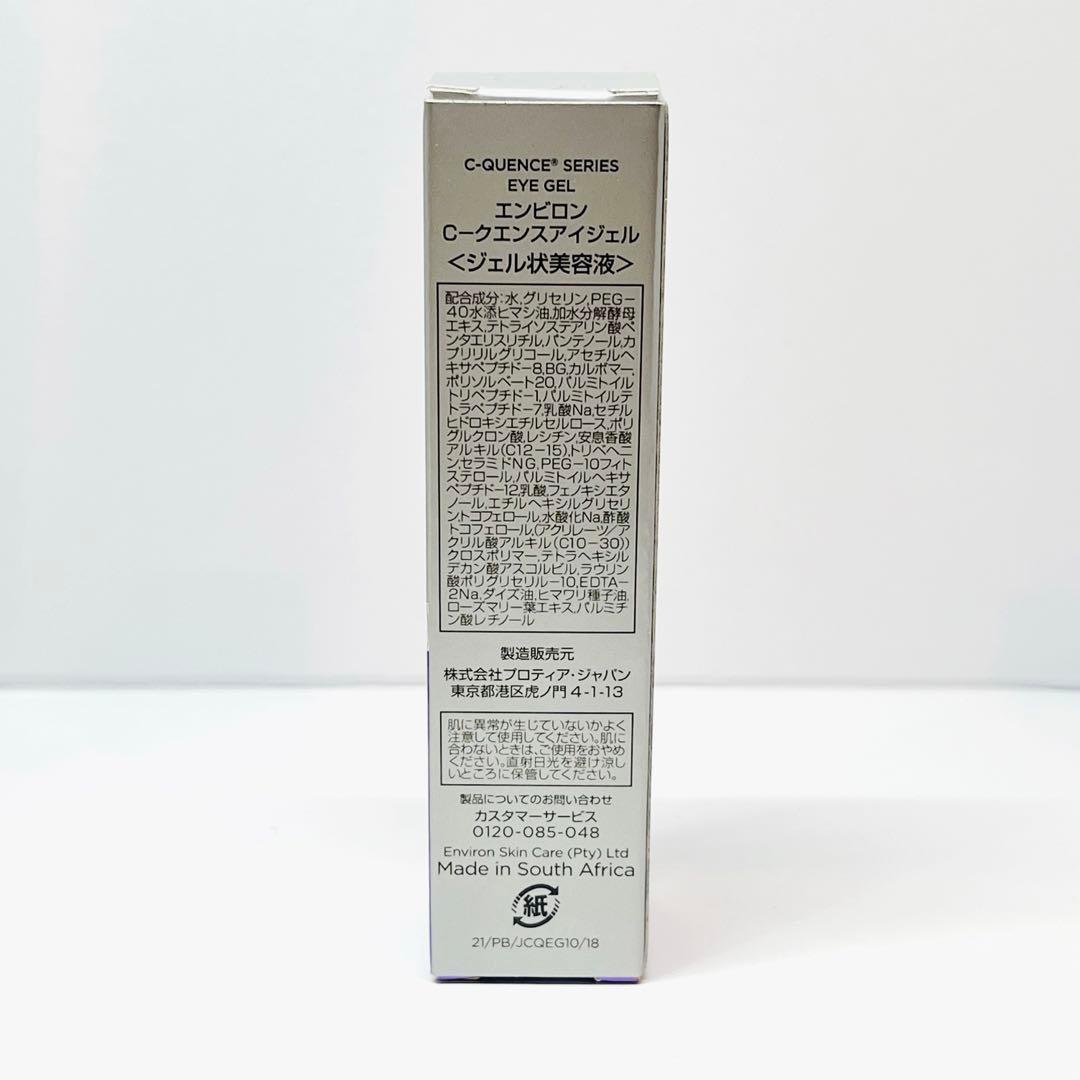 C-QUENCE® SERIES
EYE GEL
エンビロン
C－クエンスアイジェル
＜ジェル状美容液＞
配合成分：水,グリセリン,PEG－
40水添ヒマシ油,加水分解酵母
エキス,テトライソステアリン酸ペ
ンタエリスリチル,パンテノール,カ
プリリルグリコール,アセチルヘ
キサペプチド－8,BG,カルボマー,
ポリソルベート20,パルミトイル
トリペプチド－1,パルミトイルテ
トラペプチド－7,乳酸Na,セチル
ヒドロキシエチルセルロース,ポリ
グルクロン酸,レシチン,安息香酸
アルキル(C12－15),トリベヘニ
ン,セラミドNG,PEG－10フィト
ステロール,パルミトイルヘキサ
ペプチド－12,乳酸,フェノキシエタ
ノール,エチルヘキシルグリセリ
ン,トコフェロール,水酸化Na,酢酸
トコフェロール,(アクリレーツ/ア
クリル酸アルキル(C10－30))
クロスポリマー,テトラヘキシル
デカン酸アスコルビル,ラウリン
酸ポリグリセリル－10,EDTA－
2Na,ダイズ油,ヒマワリ種子油,
ローズマリー葉エキス,パルミチ
ン酸レチノール
製造販売元
株式会社プロティア・ジャパン
東京都港区虎ノ門4-1-13
肌に異常が生じていないかよく
注意して使用してください。肌に
合わないときは、ご使用をおやめ
ください。直射日光を避け涼し
いところに保管してください。
製品についてのお問い合わせ
カスタマーサービス
0120-085-048
Environ Skin Care (Pty) Ltd
Made in South Africa
紙
21/PB/JCQEG10/18